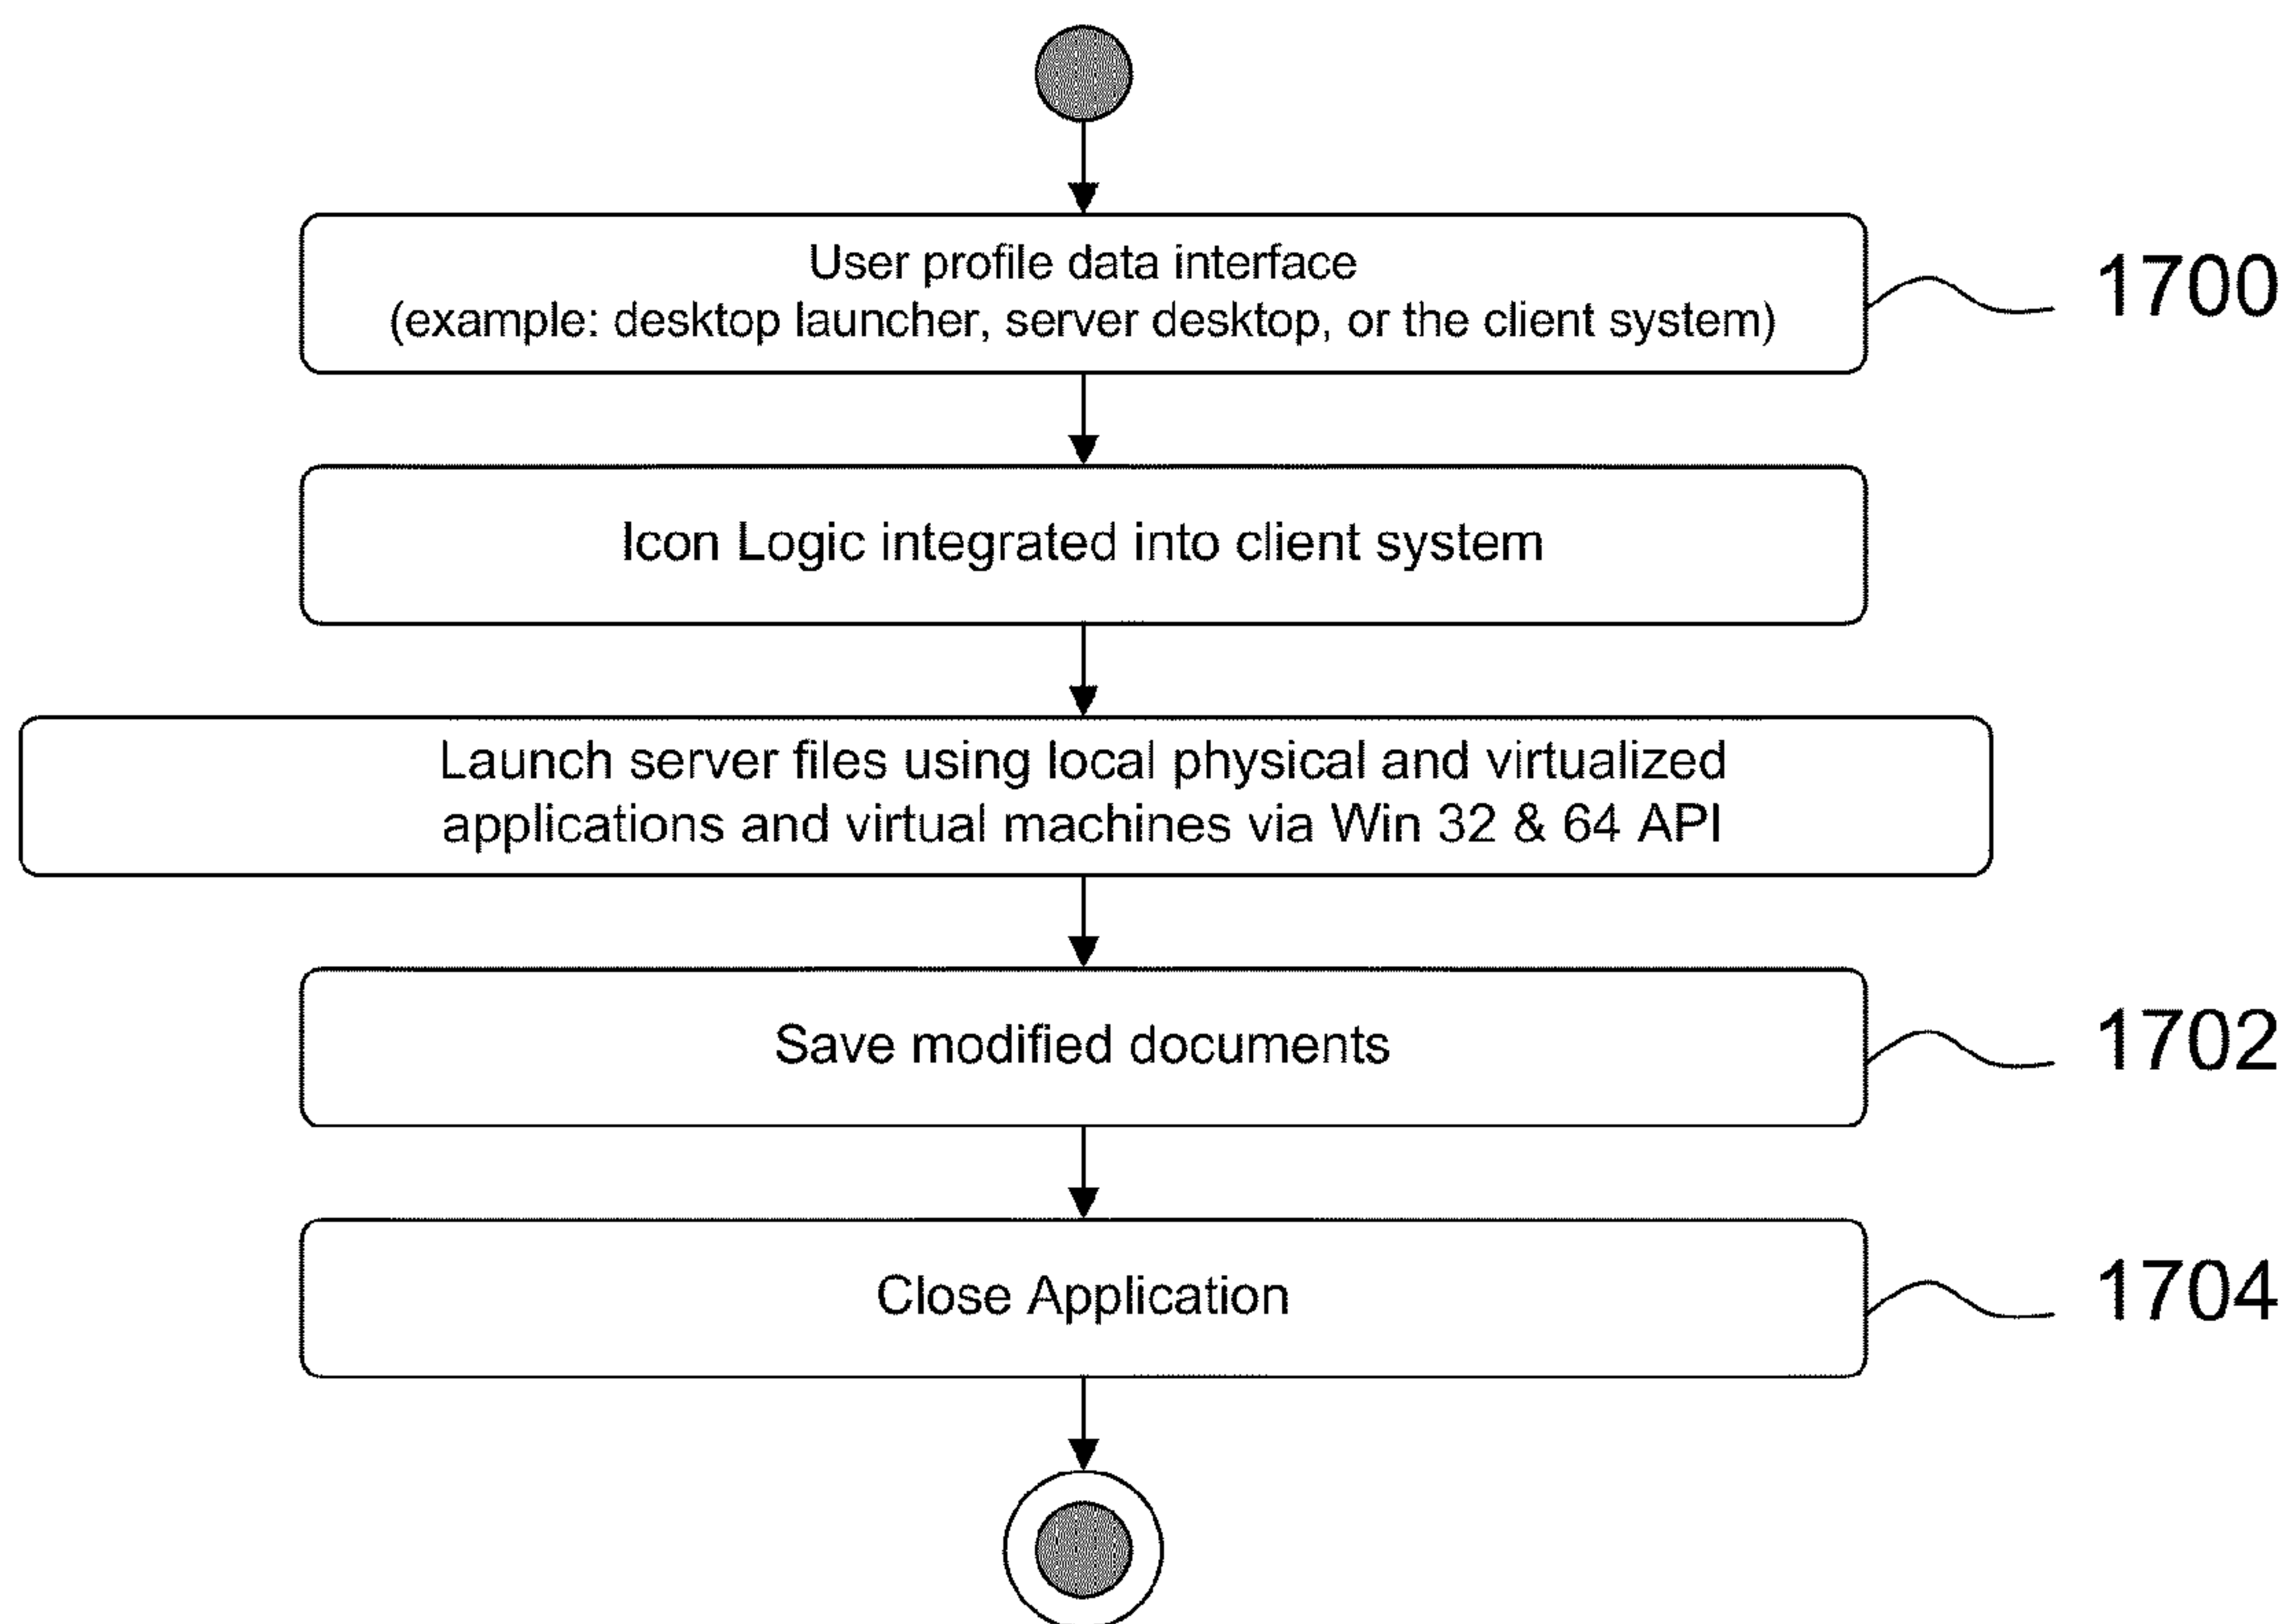 User profile data interface
(example: desktop launcher, server desktop, or the client system)
1700
Icon Logic integrated into client system
Launch server files using local physical and virtualized
applications and virtual machines via Win 32 & 64 API
Save modified documents
1702
Close Application
1704